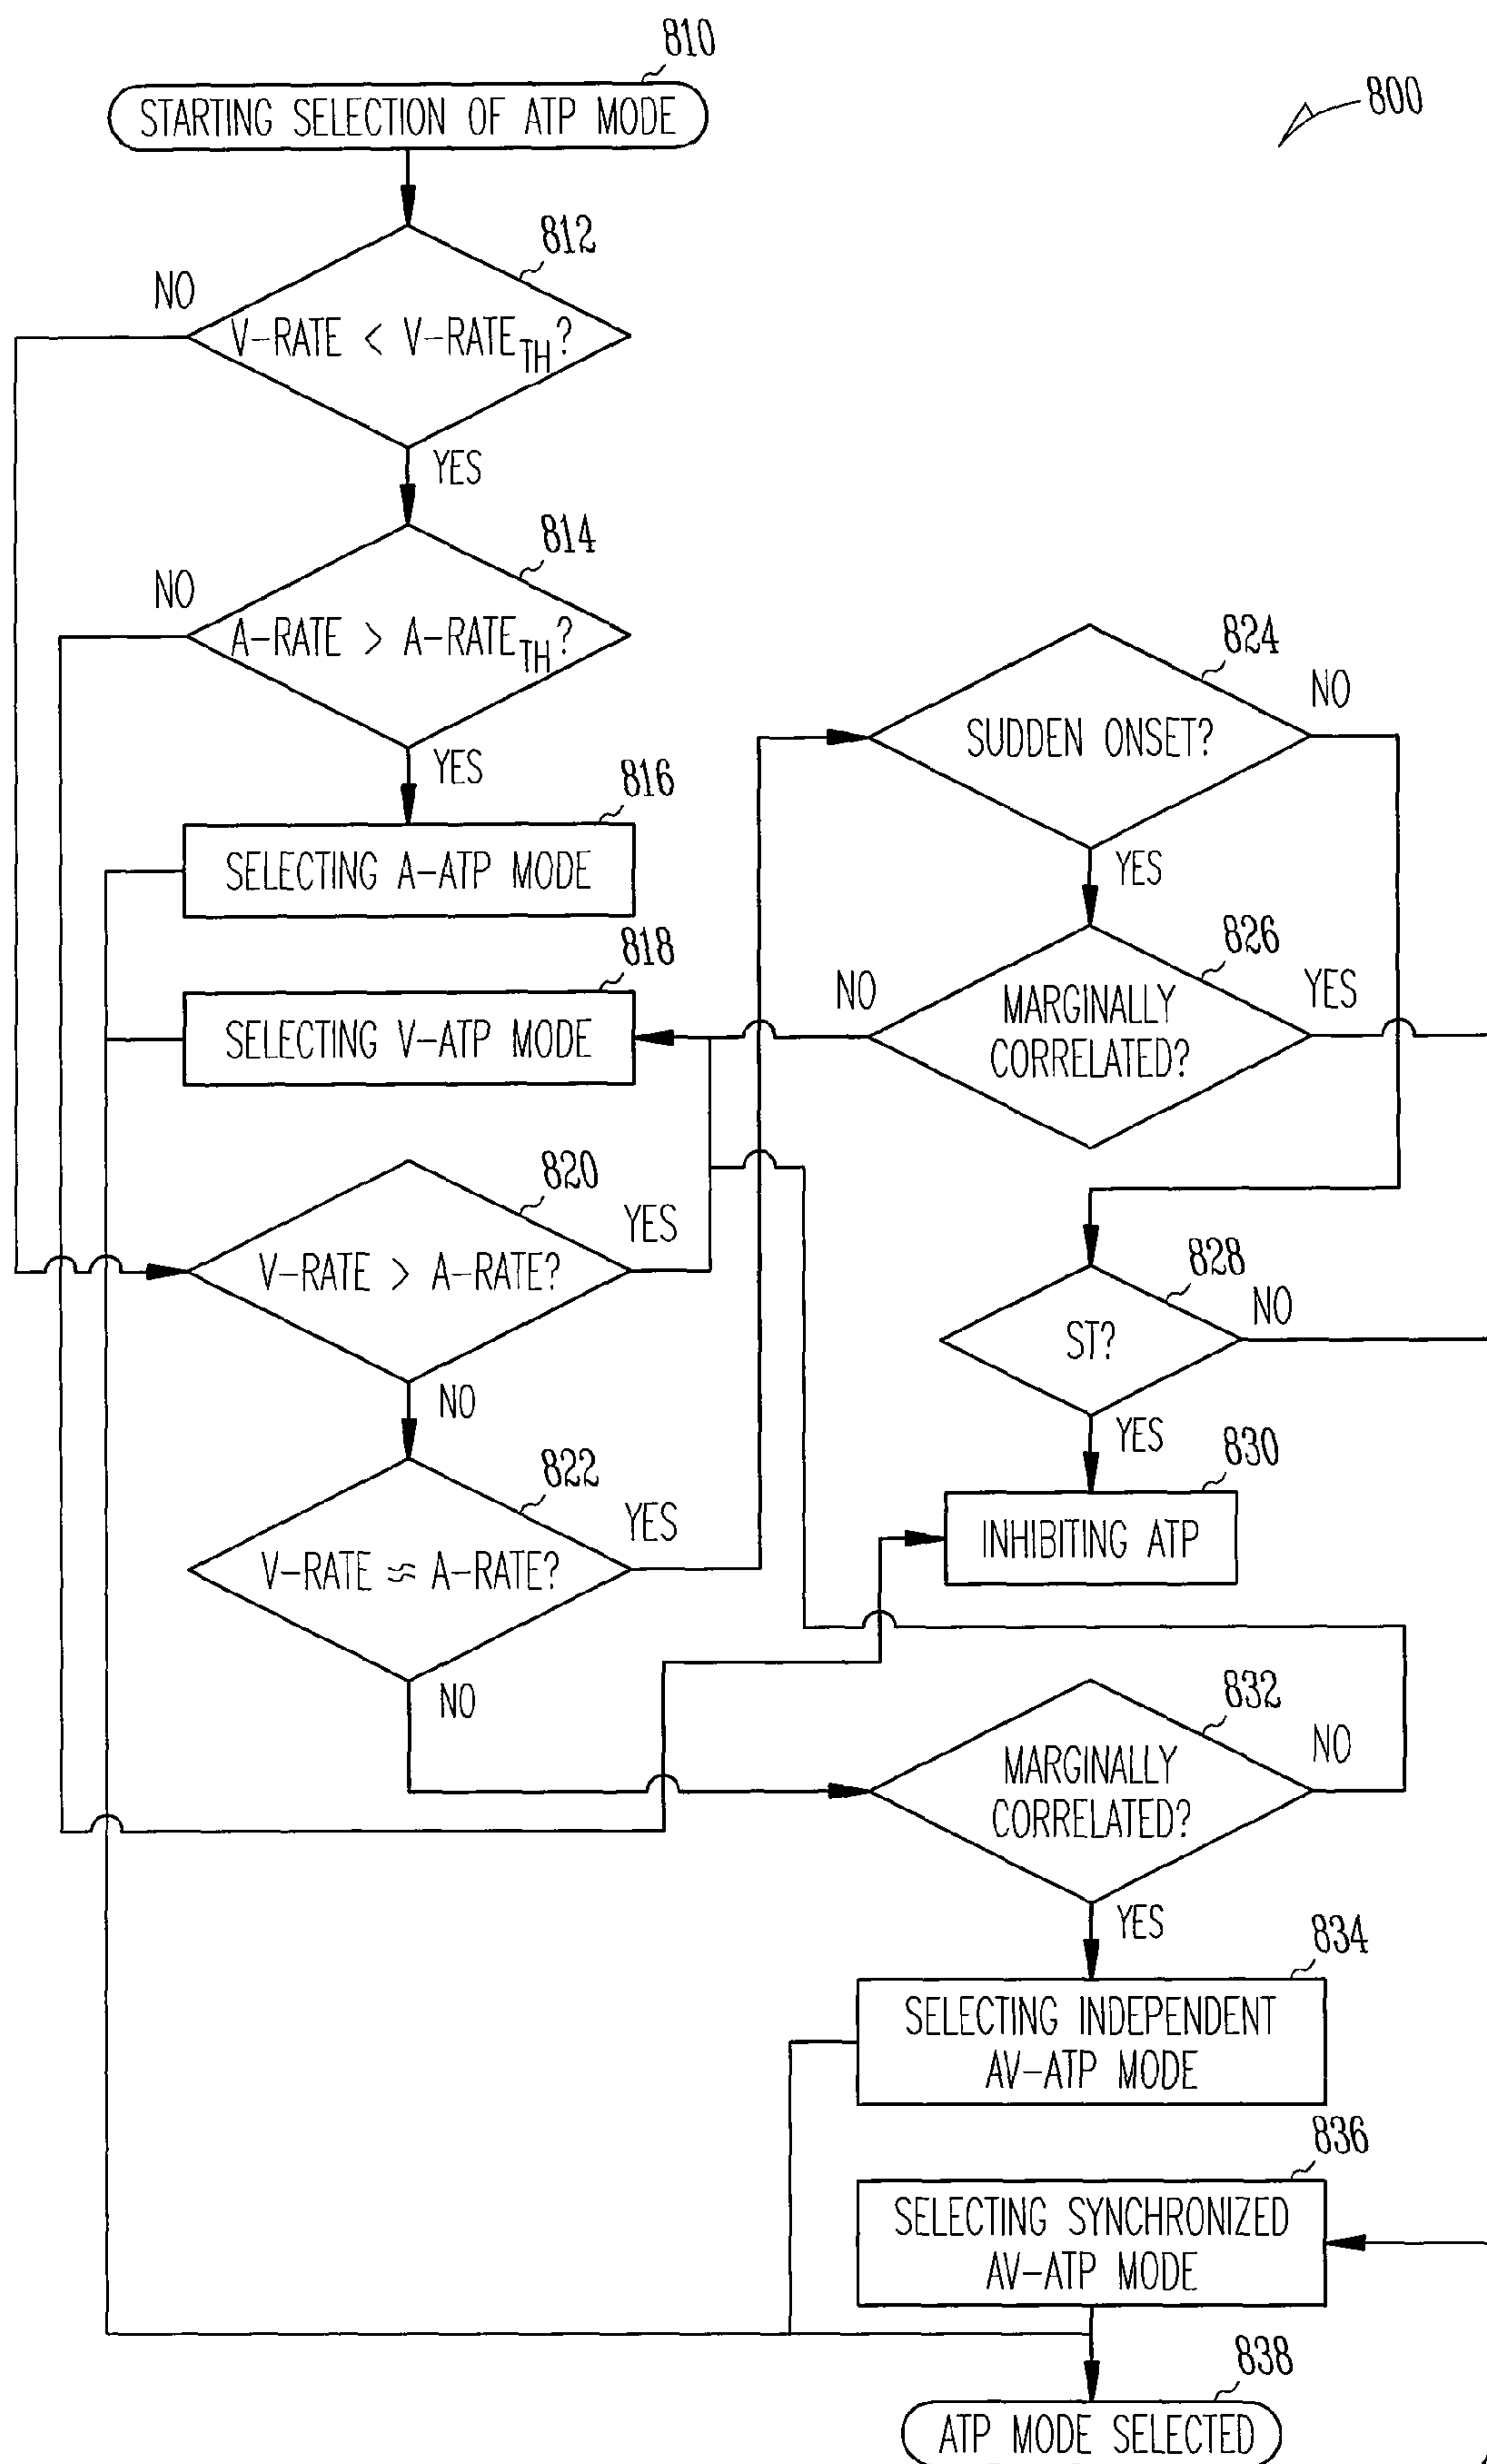 810
STARTING SELECTION OF ATP MODE
800
812
NO
V-RATE < V-RATE_TH?
YES
814
NO
A-RATE > A-RATE_TH?
YES
816
SELECTING A-ATP MODE
818
SELECTING V-ATP MODE
820
V-RATE > A-RATE?
YES
NO
822
V-RATE ≈ A-RATE?
YES
NO
824
SUDDEN ONSET?
NO
YES
826
NO
MARGINALLY
CORRELATED?
YES
828
ST?
NO
YES
830
INHIBITING ATP
832
MARGINALLY
CORRELATED?
NO
YES
834
SELECTING INDEPENDENT
AV-ATP MODE
836
SELECTING SYNCHRONIZED
AV-ATP MODE
838
ATP MODE SELECTED